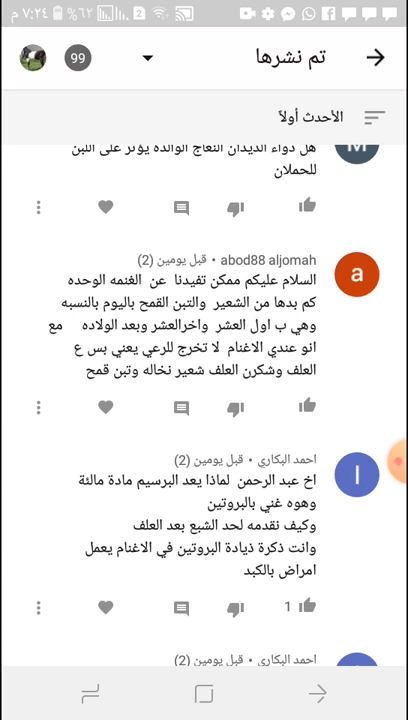 ٧:٢٤ م ٦٢%
تم نشرها
99
الأحدث أولاً
هل دواء الديدان النعاج الوالده يؤثر على اللبن
للحملان
abod88 aljomah • قبل يومين (2)
السلام عليكم ممكن تفيدنا عن الغنمه الوحده
كم بدها من الشعير والتبن القمح باليوم بالنسبه
وهي ب اول العشر واخرالعشر وبعد الولاده مع
انو عندي الاغنام لا تخرج للرعي يعني بس ع
العلف وشكرن العلف شعير نخاله وتبن قمح
a
احمد البكاري • قبل يومين (2)
اخ عبد الرحمن لماذا يعد البرسيم مادة مالئة
وهوه غني بالبروتين
وكيف نقدمه لحد الشبع بعد العلف
وانت ذكرة ذيادة البروتين في الاغنام يعمل
امراض بالكبد
1
احمد البكاري • قبل يومين (2)